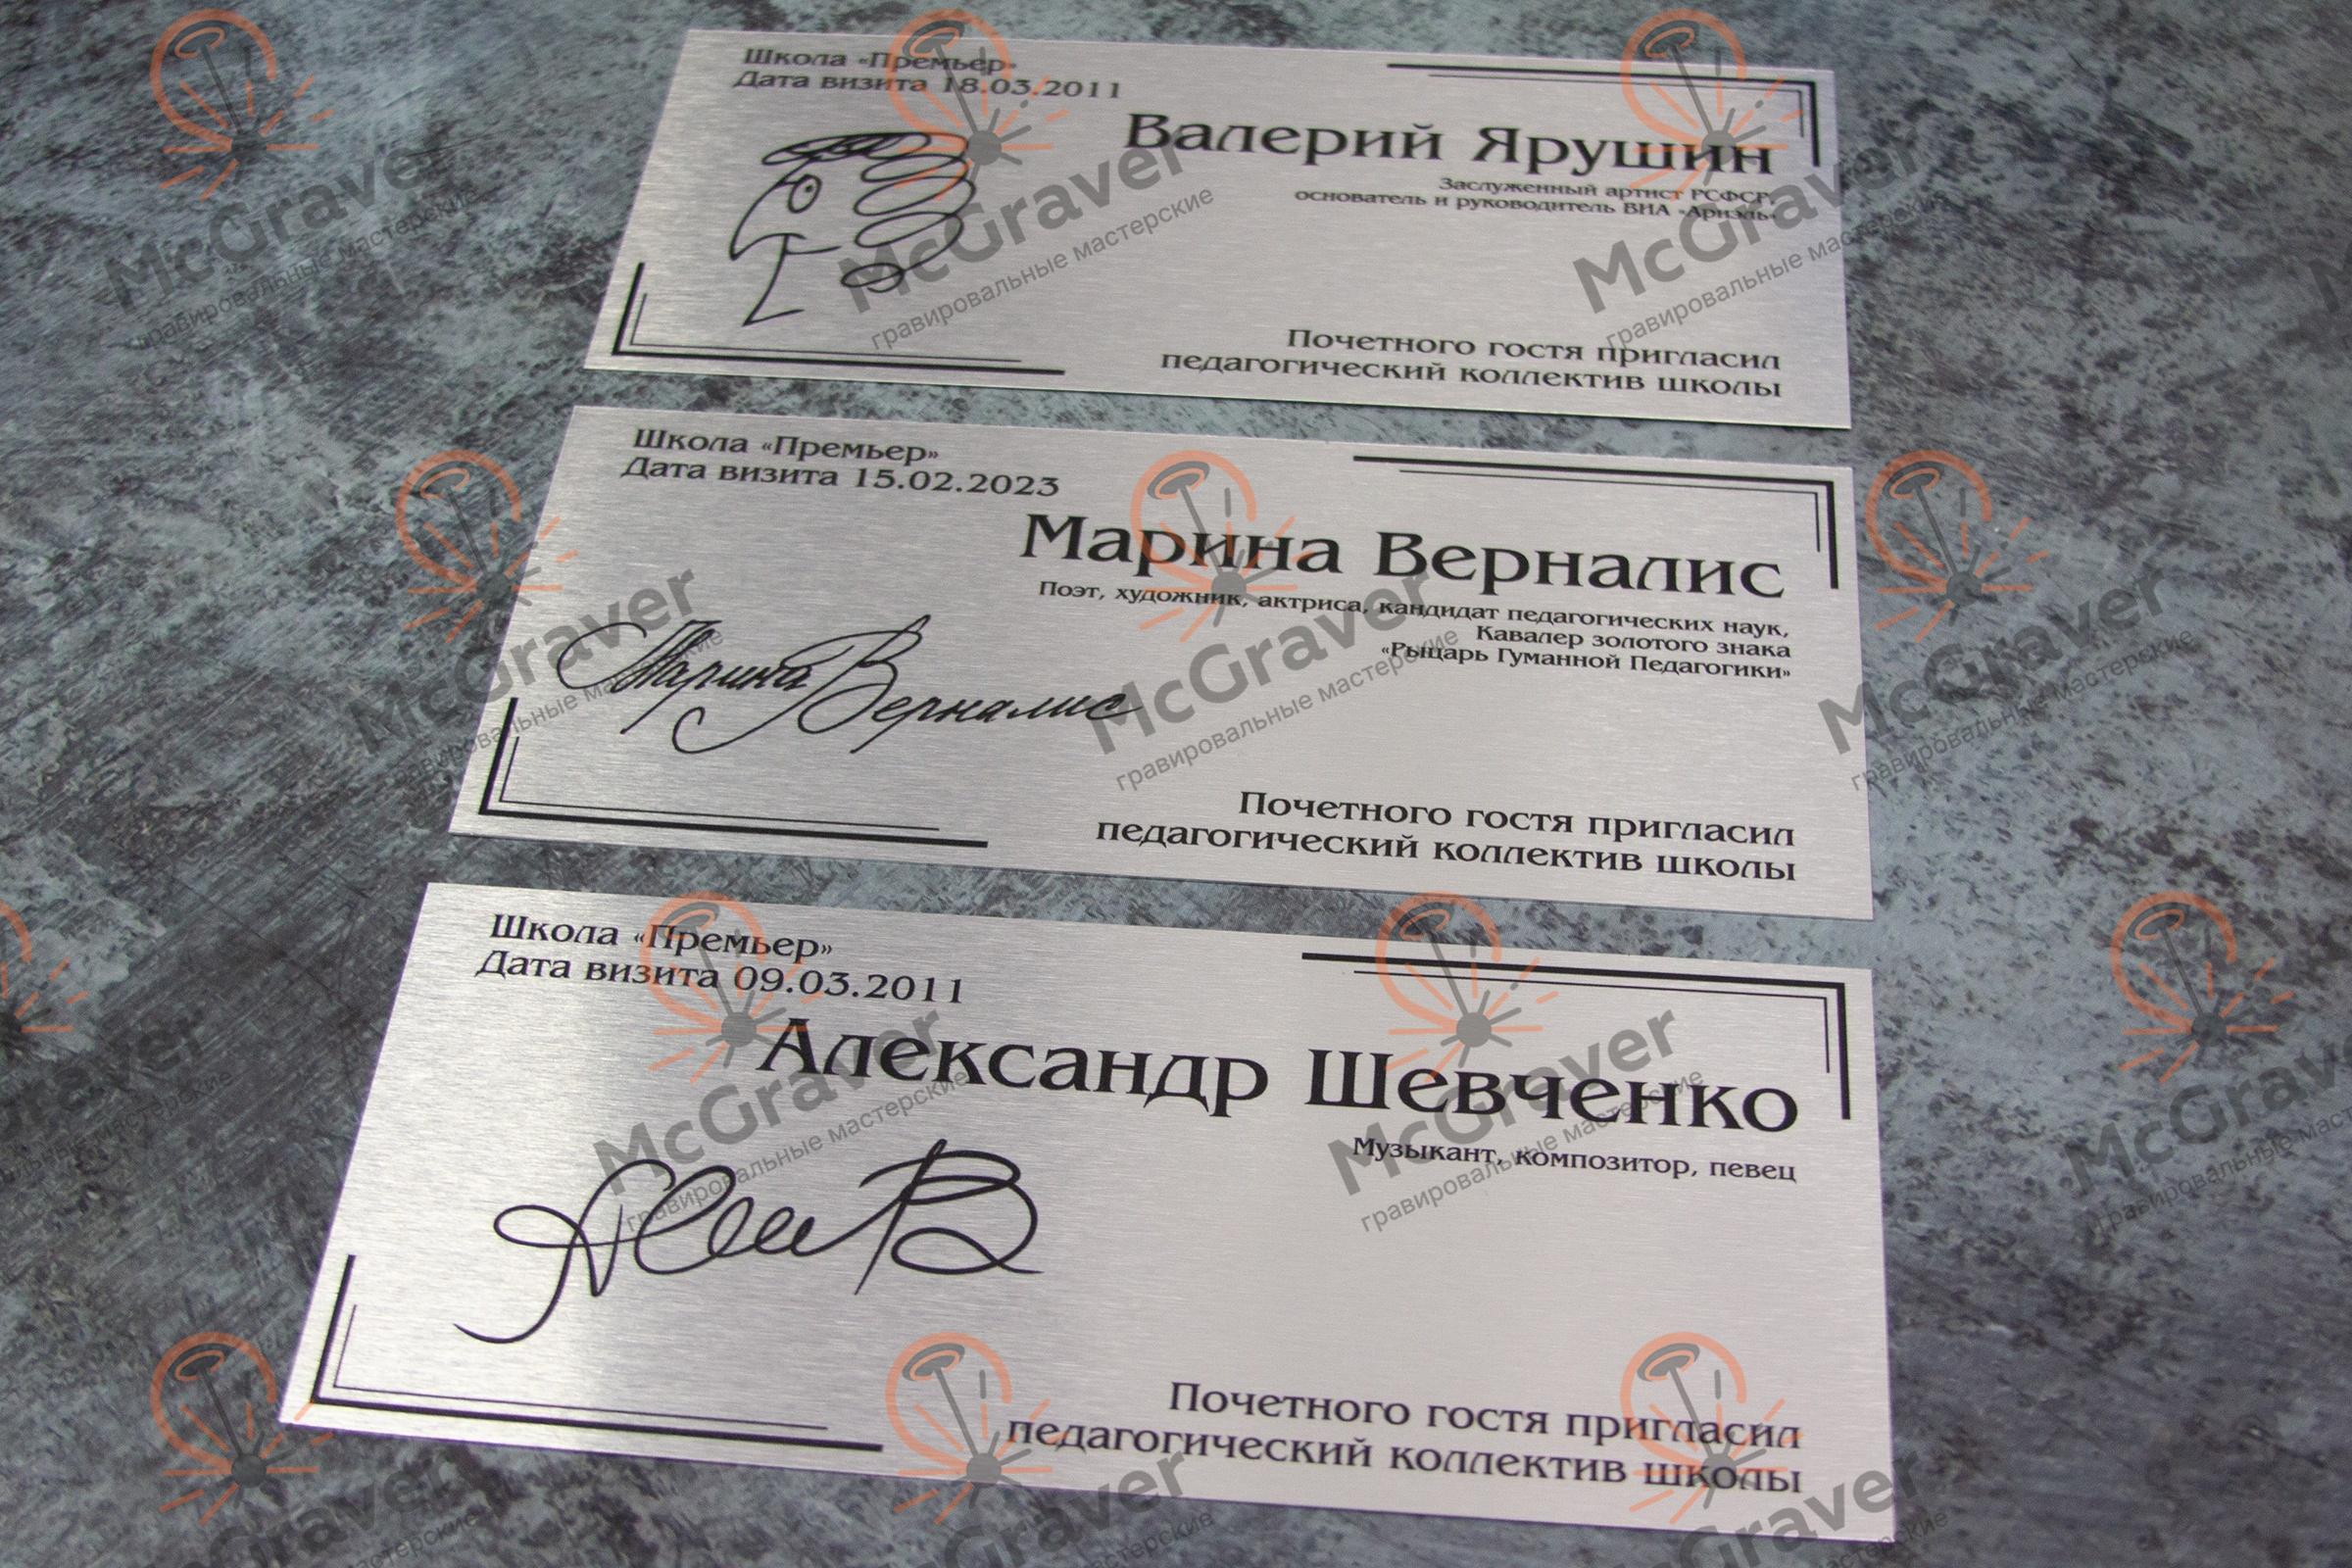 Школа «Премьер»
Дата визита 18.03.2011
Валерий Ярушин
Заслуженный артист РСФСР,
основатель и руководитель ВИА «Ариэль»
Почетного гостя пригласил
педагогический коллектив школы
Школа «Премьер»
Дата визита 15.02.2023
Марина Верналис
Поэт, художник, актриса, кандидат педагогических наук,
Кавалер золотого знака
«Рыцарь Гуманной Педагогики»
Марина Верналис
Почетного гостя пригласил
педагогический коллектив школы
Школа «Премьер»
Дата визита 09.03.2011
Александр Шевченко
Музыкант, композитор, певец
Почетного гостя пригласил
педагогический коллектив школы
McGraver
гравировальные мастерские